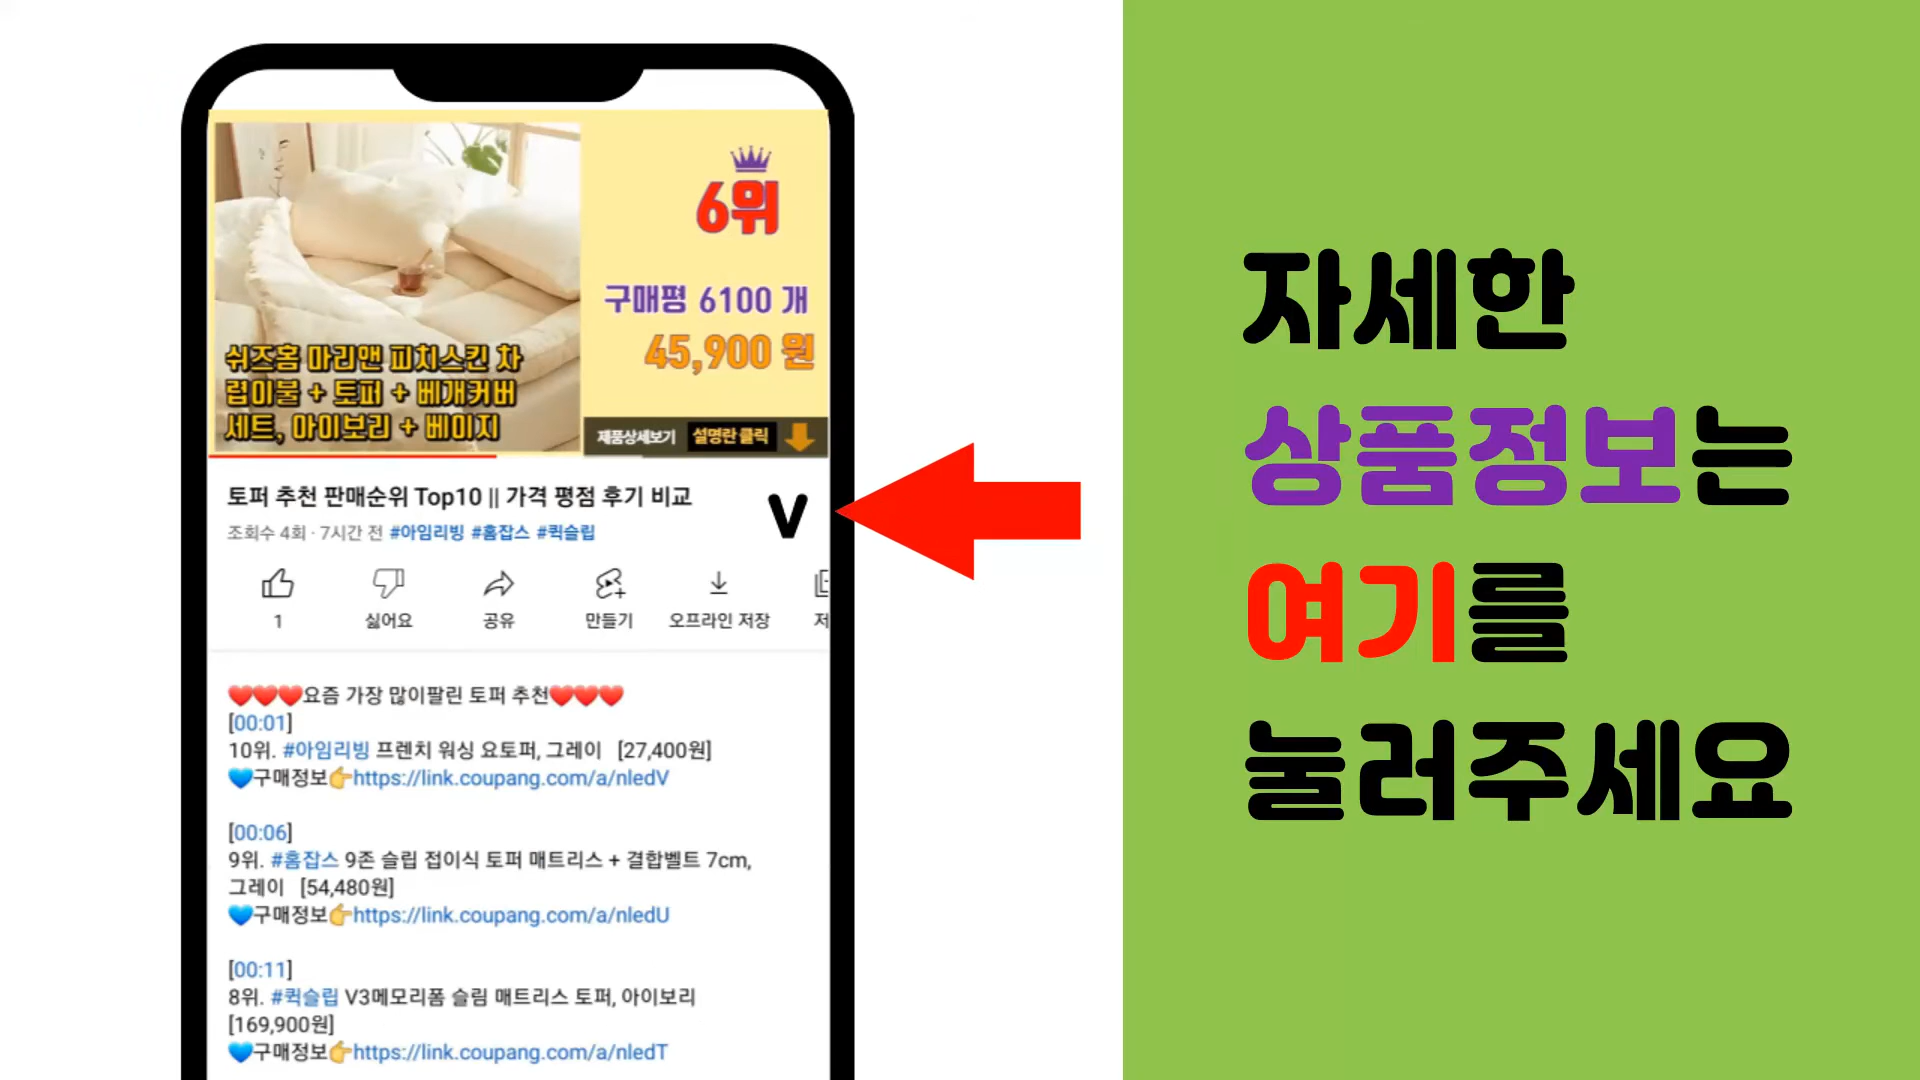 6위
구매평 6100 개
45,900 원
쉬즈홈 마리앤 피치스킨 차
렵이불 + 토퍼 + 베개커버
세트, 아이보리 + 베이지
제품상세보기 설명란 클릭
토퍼 추천 판매순위 Top10 || 가격 평점 후기 비교
V
조회수 4회 · 7시간 전 #아임리빙 #홈잡스 #퀵슬립
1 싫어요 공유 만들기 오프라인 저장 저
❤❤❤요즘 가장 많이팔린 토퍼 추천❤❤❤
[00:01]
10위. #아임리빙 프렌치 워싱 요토퍼, 그레이 [27,400원]
💙구매정보👉https://link.coupang.com/a/nledV
[00:06]
9위. #홈잡스 9존 슬립 접이식 토퍼 매트리스 + 결합벨트 7cm,
그레이 [54,480원]
💙구매정보👉https://link.coupang.com/a/nledU
[00:11]
8위. #퀵슬립 V3메모리폼 슬림 매트리스 토퍼, 아이보리
[169,900원]
💙구매정보👉https://link.coupang.com/a/nledT
자세한
상품정보는
여기를
눌러주세요